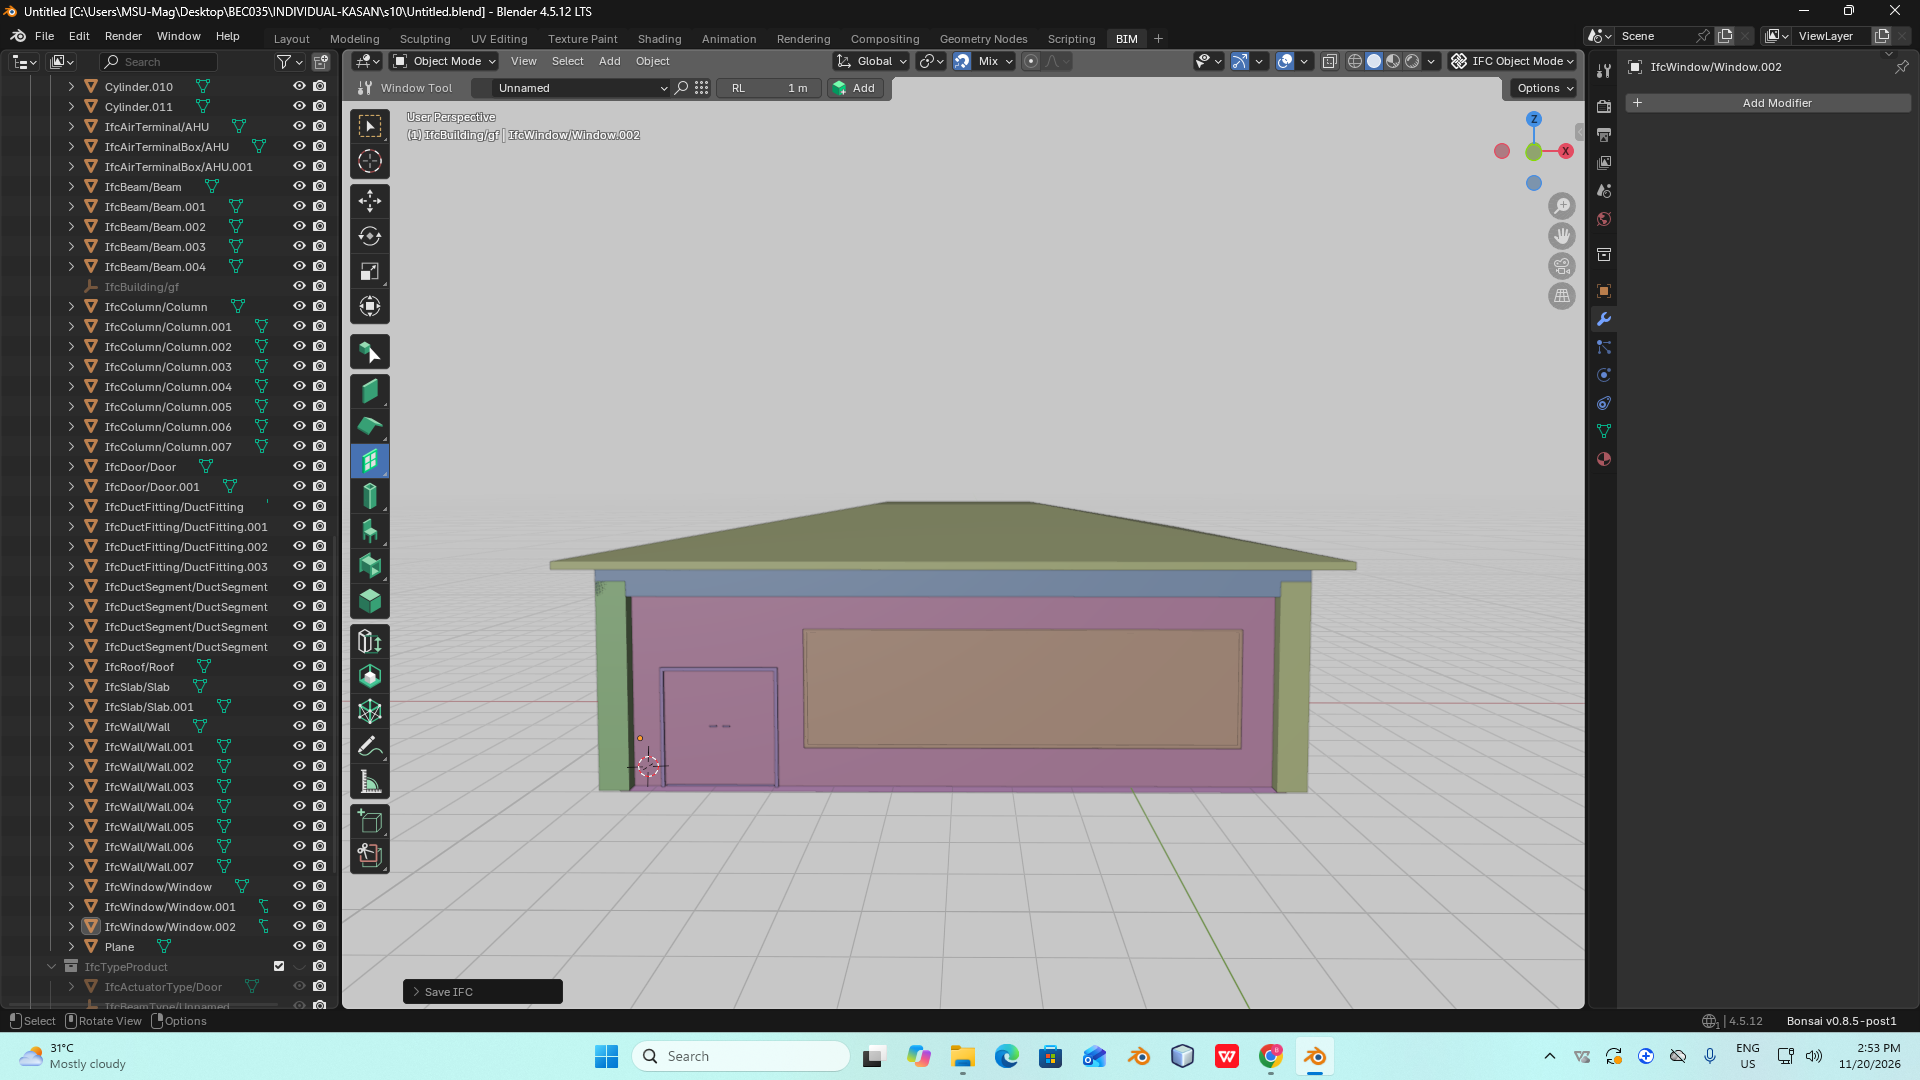 Untitled [C:\Users\MSU-Mag\Desktop\BEC035\INDIVIDUAL-KASAN\s10\Untitled.blend] - Blender 4.5.12 LTS
File Edit Render Window Help
Layout Modeling Sculpting UV Editing Texture Paint Shading Animation Rendering Compositing Geometry Nodes Scripting BIM +
Scene ViewLayer
Search
Object Mode View Select Add Object
Global Mix IFC Object Mode
Window Tool Unnamed RL 1 m Add
Options
User Perspective
(1) IfcBuilding/gf | IfcWindow/Window.002
Z
X
IfcWindow/Window.002
Add Modifier
Cylinder.010
Cylinder.011
IfcAirTerminal/AHU
IfcAirTerminalBox/AHU
IfcAirTerminalBox/AHU.001
IfcBeam/Beam
IfcBeam/Beam.001
IfcBeam/Beam.002
IfcBeam/Beam.003
IfcBeam/Beam.004
IfcBuilding/gf
IfcColumn/Column
IfcColumn/Column.001
IfcColumn/Column.002
IfcColumn/Column.003
IfcColumn/Column.004
IfcColumn/Column.005
IfcColumn/Column.006
IfcColumn/Column.007
IfcDoor/Door
IfcDoor/Door.001
IfcDuctFitting/DuctFitting
IfcDuctFitting/DuctFitting.001
IfcDuctFitting/DuctFitting.002
IfcDuctFitting/DuctFitting.003
IfcDuctSegment/DuctSegment
IfcDuctSegment/DuctSegment
IfcDuctSegment/DuctSegment
IfcDuctSegment/DuctSegment
IfcRoof/Roof
IfcSlab/Slab
IfcSlab/Slab.001
IfcWall/Wall
IfcWall/Wall.001
IfcWall/Wall.002
IfcWall/Wall.003
IfcWall/Wall.004
IfcWall/Wall.005
IfcWall/Wall.006
IfcWall/Wall.007
IfcWindow/Window
IfcWindow/Window.001
IfcWindow/Window.002
Plane
IfcTypeProduct
IfcActuatorType/Door
IfcBeamType/Unnamed
Save IFC
Select Rotate View Options
4.5.12 Bonsai v0.8.5-post1
31°C
Mostly cloudy
Search
ENG
US
2:53 PM
11/20/2026